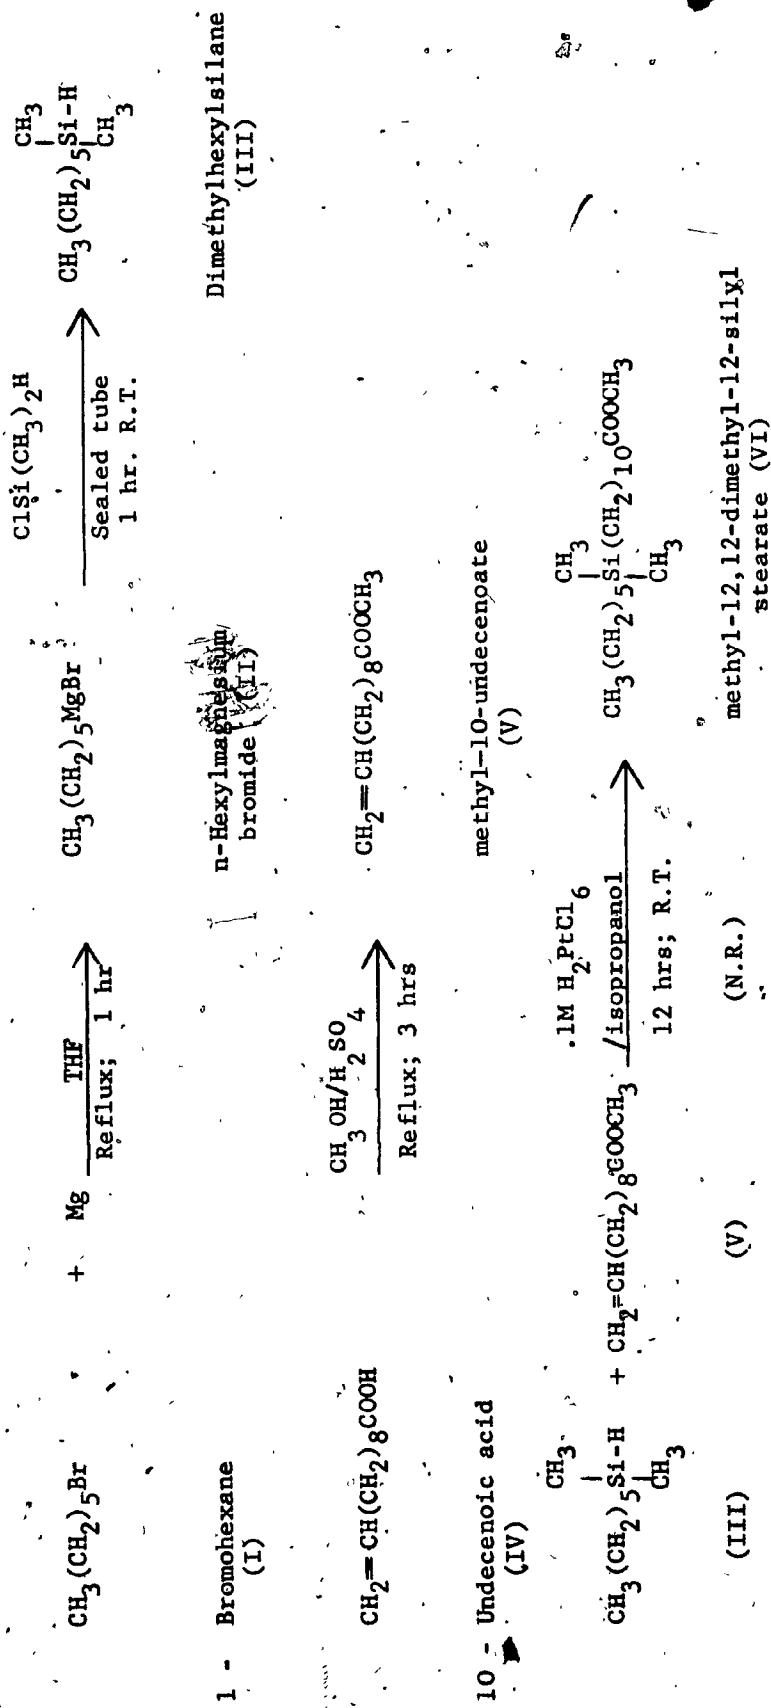 CH3(CH2)5Br + Mg THF CH3(CH2)5MgBr ClSi(CH3)2H CH3
Reflux; 1 hr Sealed tube CH3(CH2)5Si-H
1 hr. R.T. CH3
1 - Bromohexane n-Hexylmagnesium Dimethylhexylsilane
(I) bromide (II) (III)
CH2=CH(CH2)8COOH CH3OH/H2SO4 CH2=CH(CH2)8COOCH3
Reflux; 3 hrs
10 - Undecenoic acid methyl-10-undecenoate
(IV) (V)
CH3 .1M H2PtCl6 CH3
CH3(CH2)5Si-H + CH2=CH(CH2)8COOCH3 /isopropanol CH3(CH2)5Si(CH2)10COOCH3
CH3 12 hrs; R.T. CH3
(III) (V) (N.R.) methyl-12,12-dimethyl-12-silyl
stearate (VI)